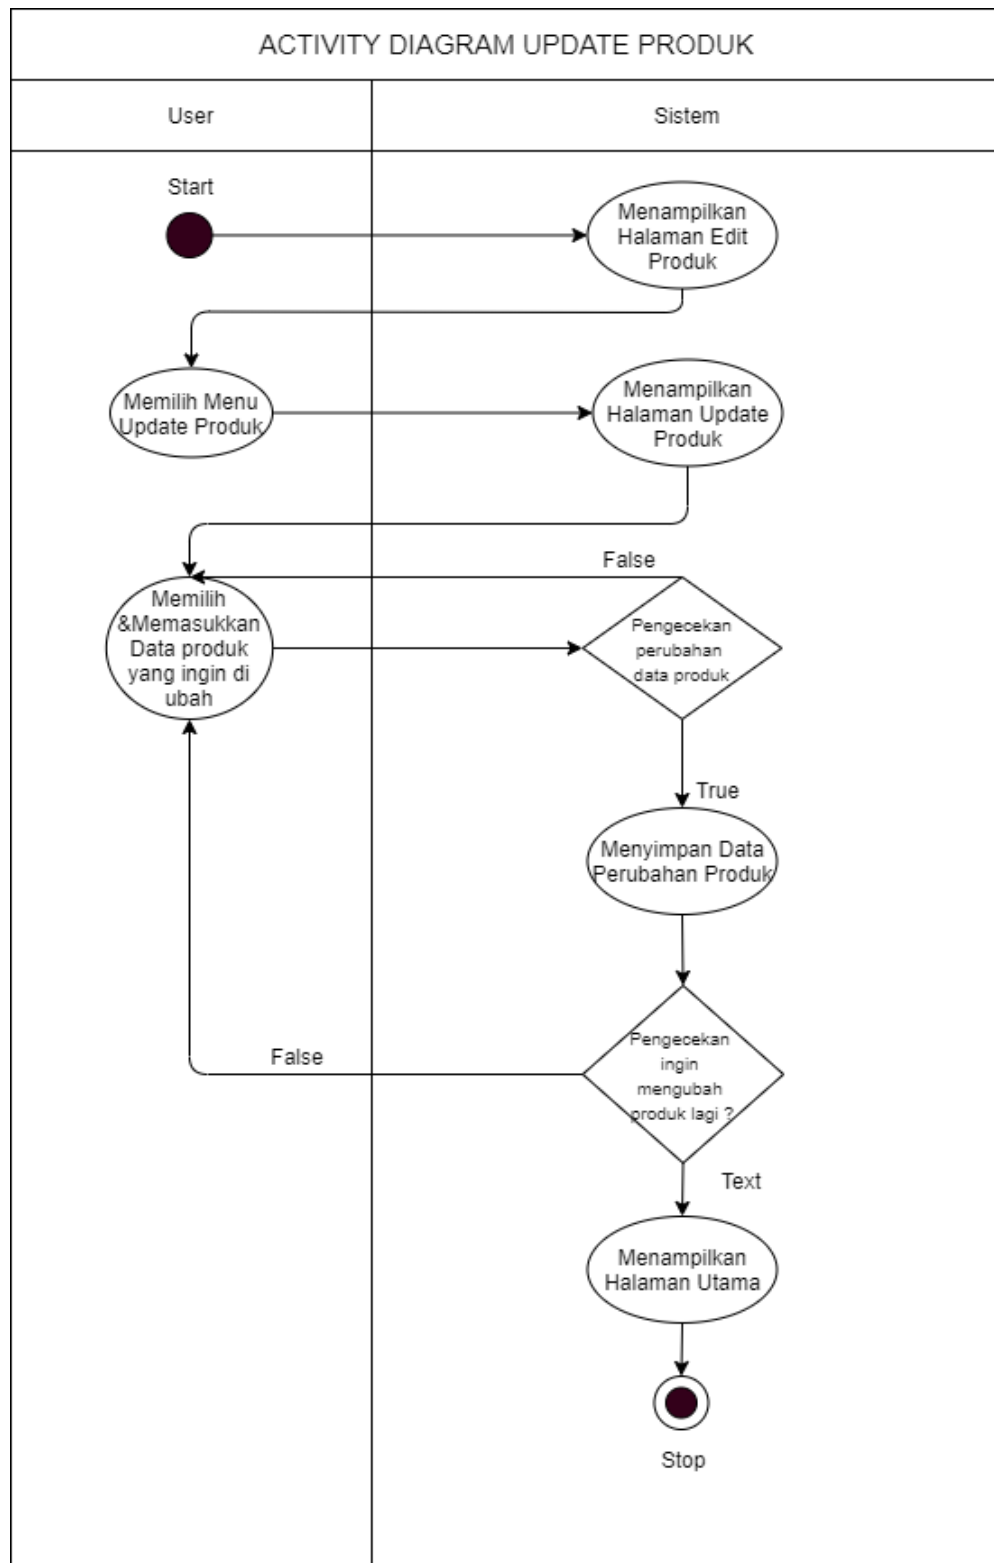 ACTIVITY DIAGRAM UPDATE PRODUK
User
Sistem
Start
Menampilkan
Halaman Edit
Produk
Memilih Menu
Update Produk
Menampilkan
Halaman Update
Produk
False
Memilih
&Memasukkan
Data produk
yang ingin di
ubah
Pengecekan
perubahan
data produk
True
Menyimpan Data
Perubahan Produk
False
Pengecekan
ingin
mengubah
produk lagi ?
Text
Menampilkan
Halaman Utama
Stop